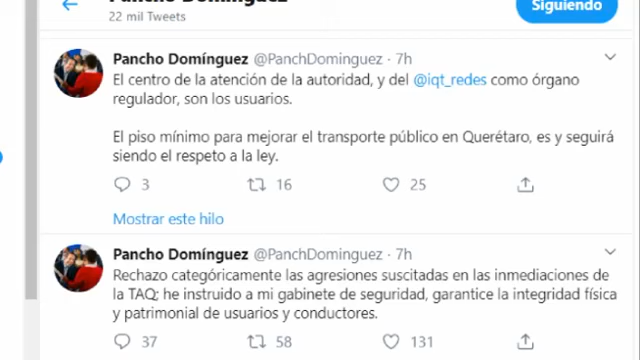 Pancho Domínguez
22 mil Tweets
Siguiendo
Pancho Domínguez @PanchDominguez · 7h
El centro de la atención de la autoridad, y del @iqt_redes como órgano
regulador, son los usuarios.
El piso mínimo para mejorar el transporte público en Querétaro, es y seguirá
siendo el respeto a la ley.
3 16 25
Mostrar este hilo
Pancho Domínguez @PanchDominguez · 7h
Rechazo categóricamente las agresiones suscitadas en las inmediaciones de
la TAQ; he instruido a mi gabinete de seguridad, garantice la integridad física
y patrimonial de usuarios y conductores.
37 58 131